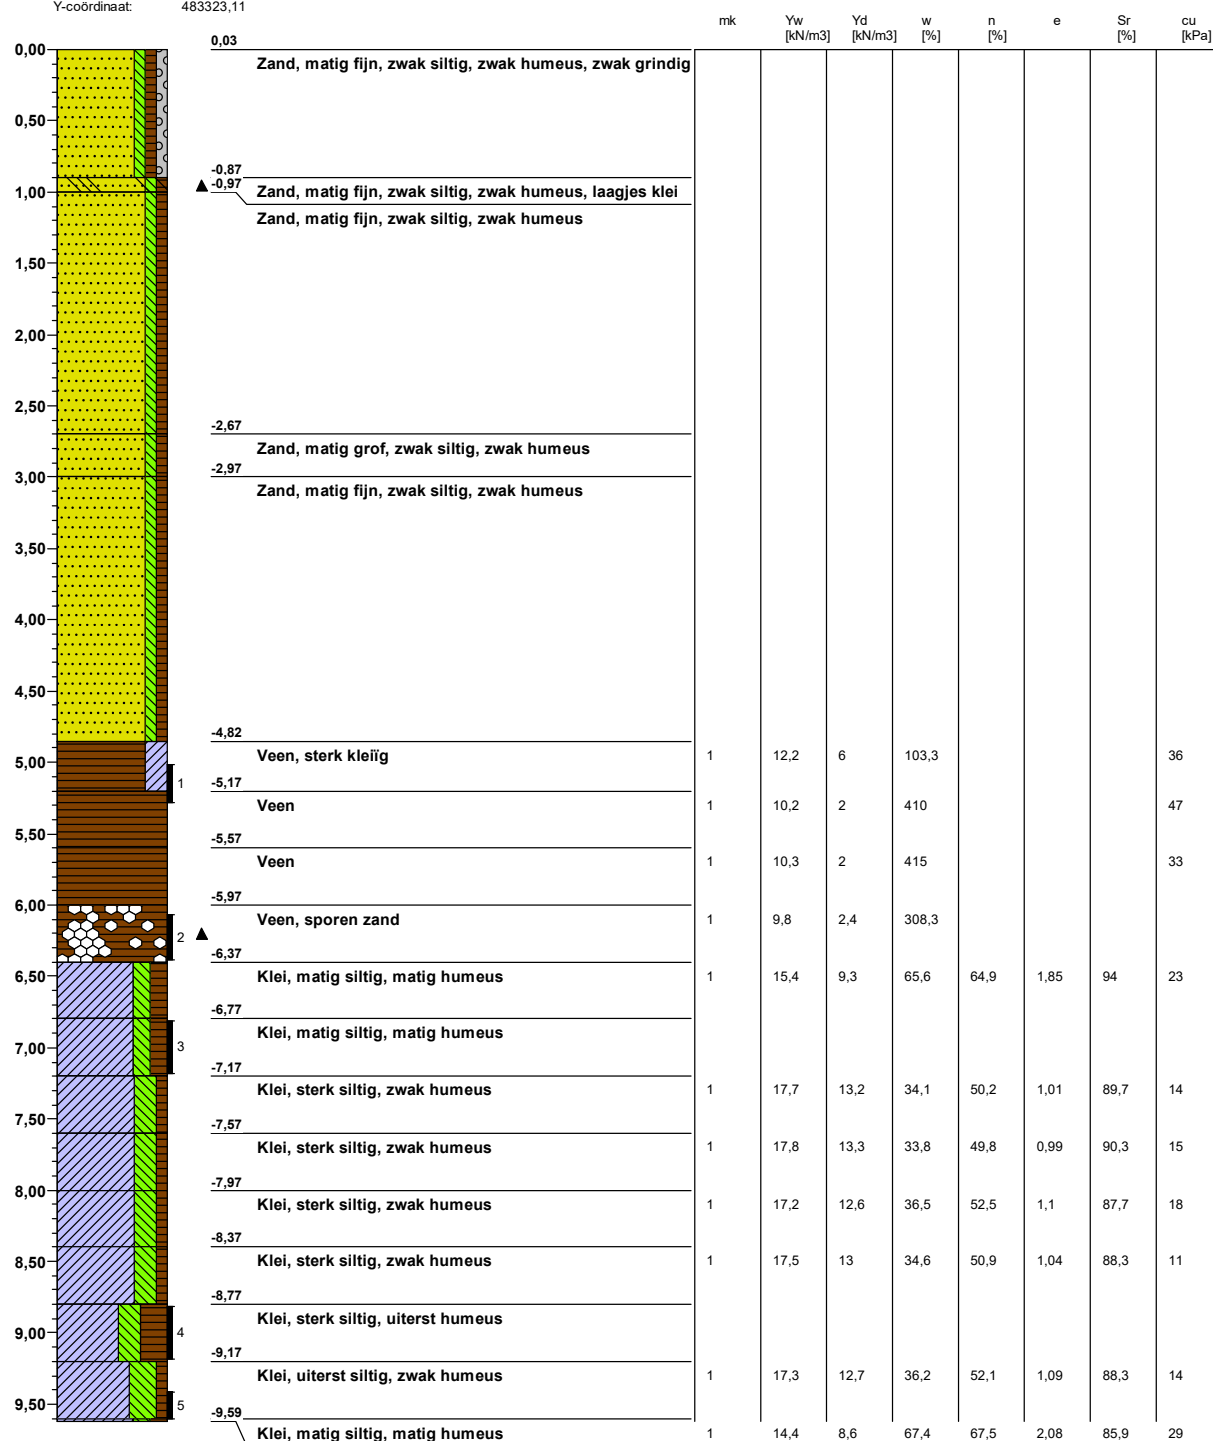 Y-coördinaat: 483323,11
mk Yw Yd w n e Sr cu
[kN/m3] [kN/m3] [%] [%] [%] [kPa]
0,03
0,00
Zand, matig fijn, zwak siltig, zwak humeus, zwak grindig
0,50
-0,87
-0,97
1,00 Zand, matig fijn, zwak siltig, zwak humeus, laagjes klei
Zand, matig fijn, zwak siltig, zwak humeus
1,50
2,00
2,50
-2,67
Zand, matig grof, zwak siltig, zwak humeus
-2,97
3,00
Zand, matig fijn, zwak siltig, zwak humeus
3,50
4,00
4,50
-4,82
Veen, sterk kleiïg 1 12,2 6 103,3 36
5,00
1 -5,17
Veen 1 10,2 2 410 47
5,50
-5,57
Veen 1 10,3 2 415 33
-5,97
6,00
Veen, sporen zand 1 9,8 2,4 308,3
2
-6,37
6,50 Klei, matig siltig, matig humeus 1 15,4 9,3 65,6 64,9 1,85 94 23
-6,77
Klei, matig siltig, matig humeus
7,00 3
-7,17
Klei, sterk siltig, zwak humeus 1 17,7 13,2 34,1 50,2 1,01 89,7 14
7,50
-7,57
Klei, sterk siltig, zwak humeus 1 17,8 13,3 33,8 49,8 0,99 90,3 15
-7,97
8,00
Klei, sterk siltig, zwak humeus 1 17,2 12,6 36,5 52,5 1,1 87,7 18
-8,37
8,50 Klei, sterk siltig, zwak humeus 1 17,5 13 34,6 50,9 1,04 88,3 11
-8,77
Klei, sterk siltig, uiterst humeus
9,00 4
-9,17
Klei, uiterst siltig, zwak humeus 1 17,3 12,7 36,2 52,1 1,09 88,3 14
9,50 5
-9,59
Klei, matig siltig, matig humeus 1 14,4 8,6 67,4 67,5 2,08 85,9 29